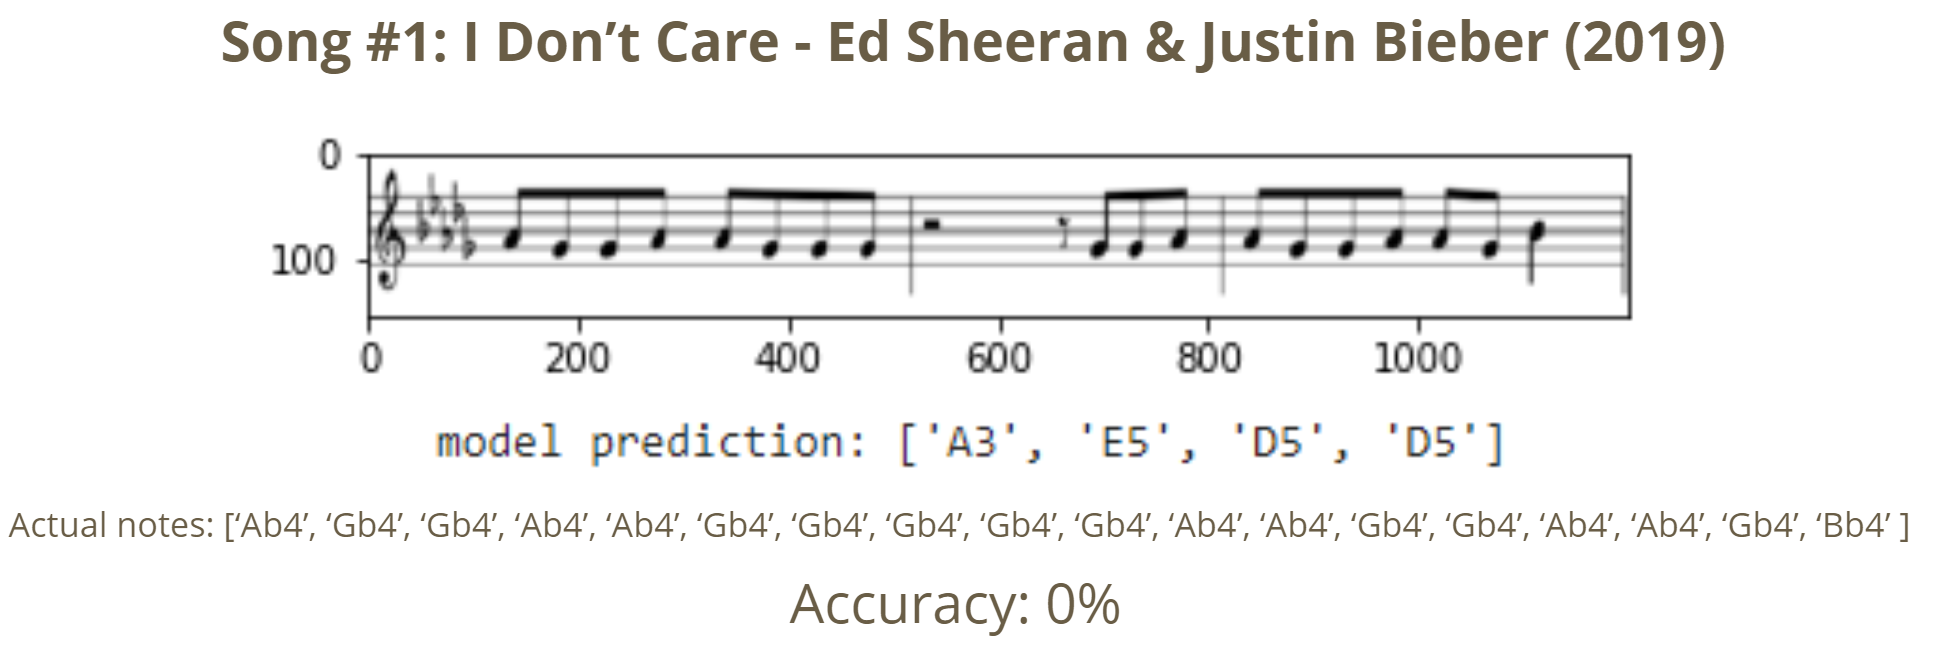 Song #1: I Don’t Care - Ed Sheeran & Justin Bieber (2019)
0
100
0 200 400 600 800 1000
model prediction: ['A3', 'E5', 'D5', 'D5']
Actual notes: [‘Ab4’, ‘Gb4’, ‘Gb4’, ‘Ab4’, ‘Ab4’, ‘Gb4’, ‘Gb4’, ‘Gb4’, ‘Gb4’, ‘Gb4’, ‘Ab4’, ‘Ab4’, ‘Gb4’, ‘Gb4’, ‘Ab4’, ‘Ab4’, ‘Gb4’, ‘Bb4’ ]
Accuracy: 0%